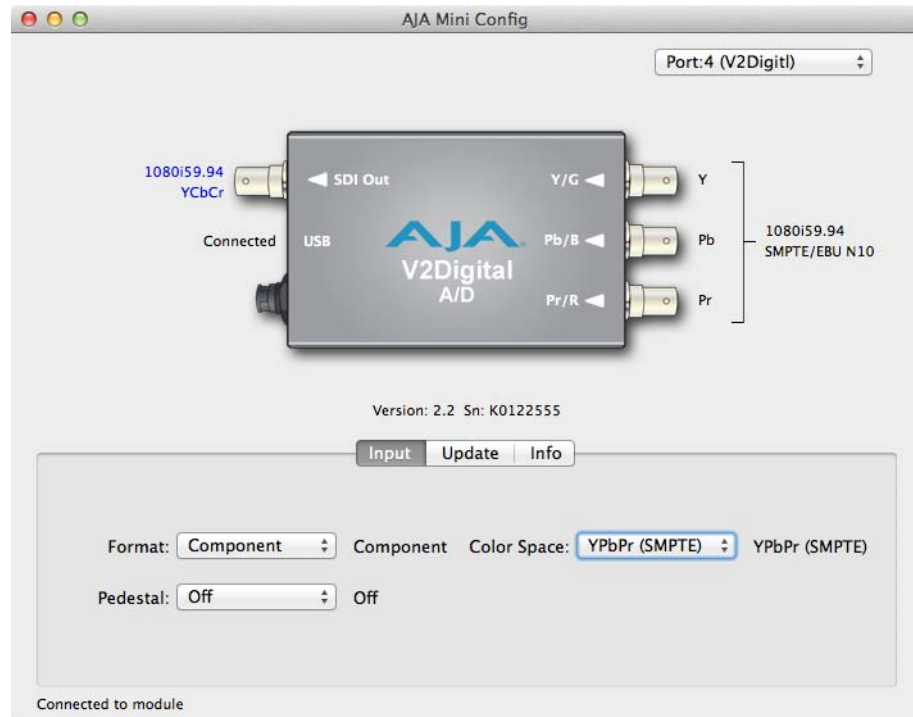 AJA Mini Config
Port:4 (V2Digitl)
1080i59.94
YCbCr
SDI Out
Y/G
Y
Connected
USB
AJA
Pb/B
Pb
1080i59.94
SMPTE/EBU N10
V2Digital
A/D
Pr/R
Pr
Version: 2.2 Sn: K0122555
Input Update Info
Format: Component Component Color Space: YPbPr (SMPTE) YPbPr (SMPTE)
Pedestal: Off Off
Connected to module